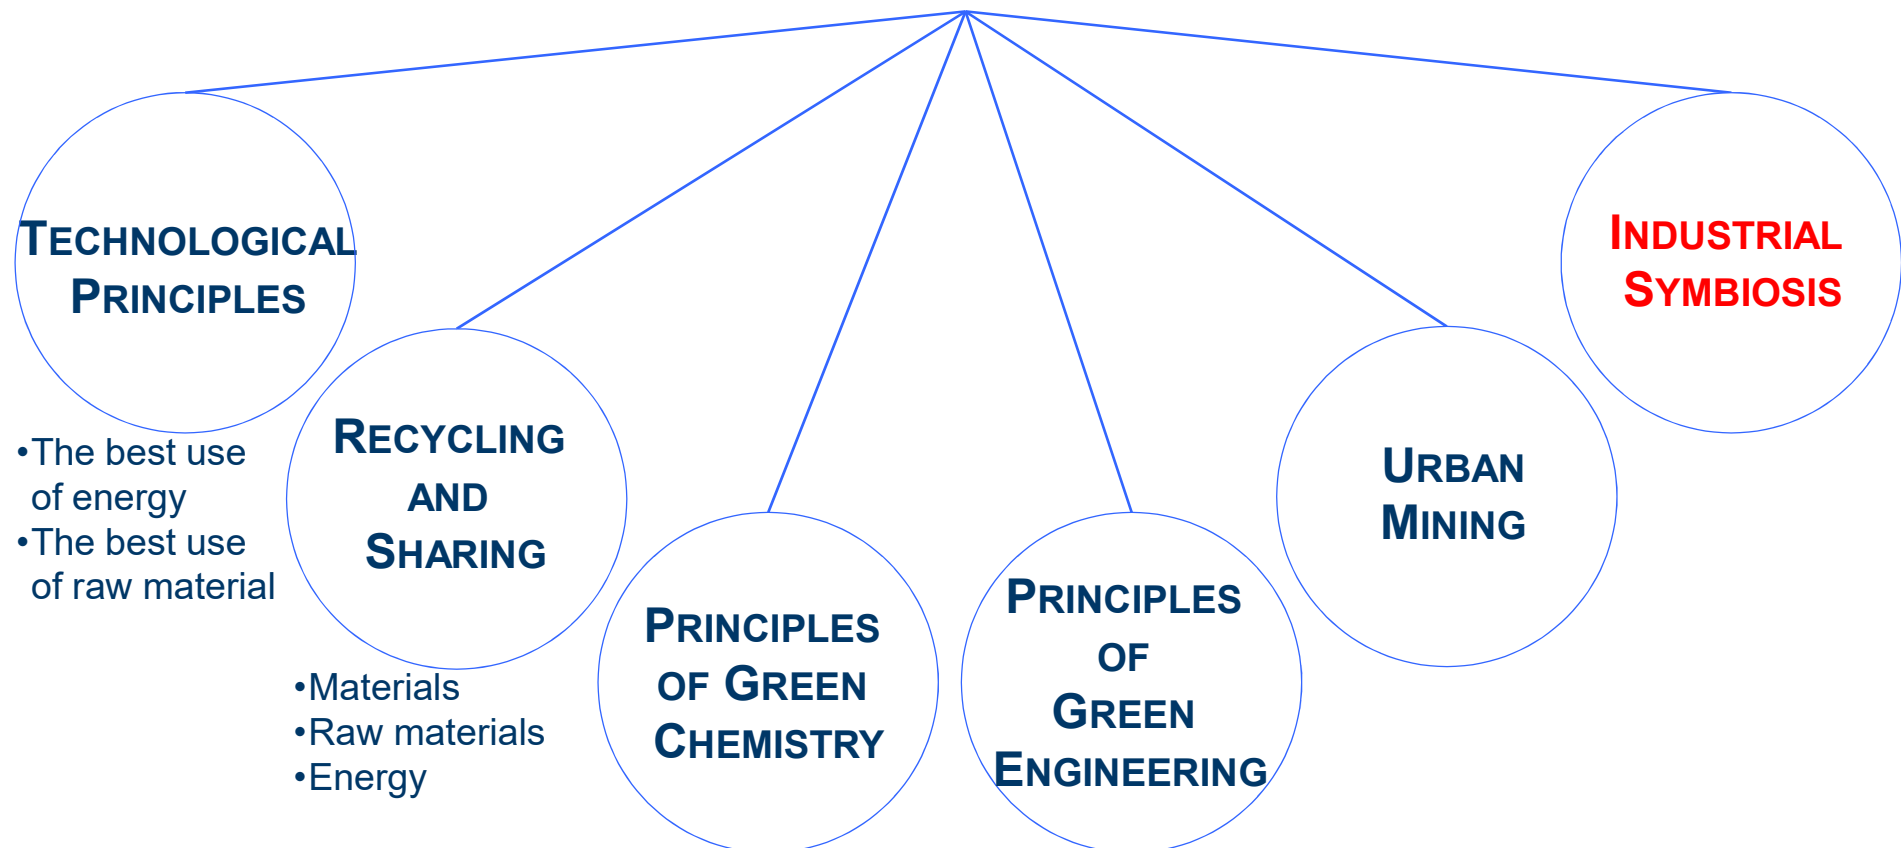 TECHNOLOGICAL
PRINCIPLES
•The best use
of energy
•The best use
of raw material
RECYCLING
AND
SHARING
•Materials
•Raw materials
•Energy
PRINCIPLES
OF GREEN
CHEMISTRY
PRINCIPLES
OF
GREEN
ENGINEERING
URBAN
MINING
INDUSTRIAL
SYMBIOSIS